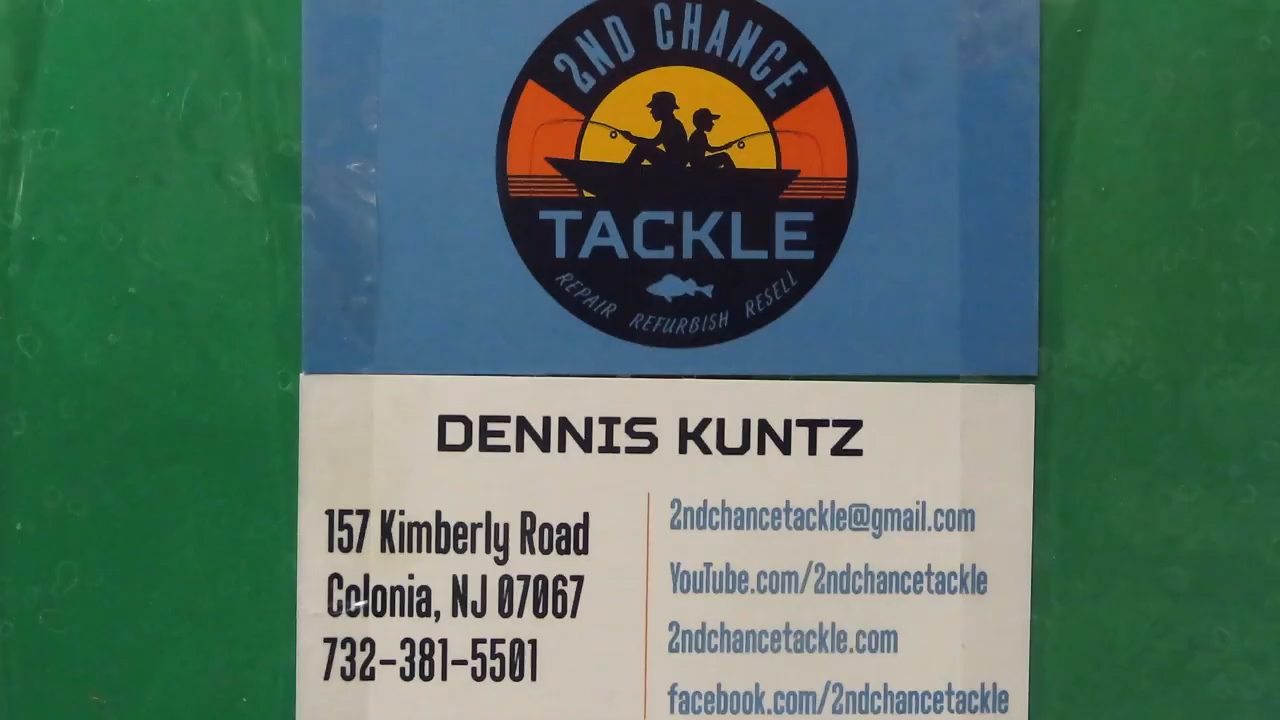 2ND CHANCE
TACKLE
REPAIR REFURBISH RESELL
DENNIS KUNTZ
157 Kimberly Road
Colonia, NJ 07067
732-381-5501
2ndchancetackle@gmail.com
YouTube.com/2ndchancetackle
2ndchancetackle.com
facebook.com/2ndchancetackle